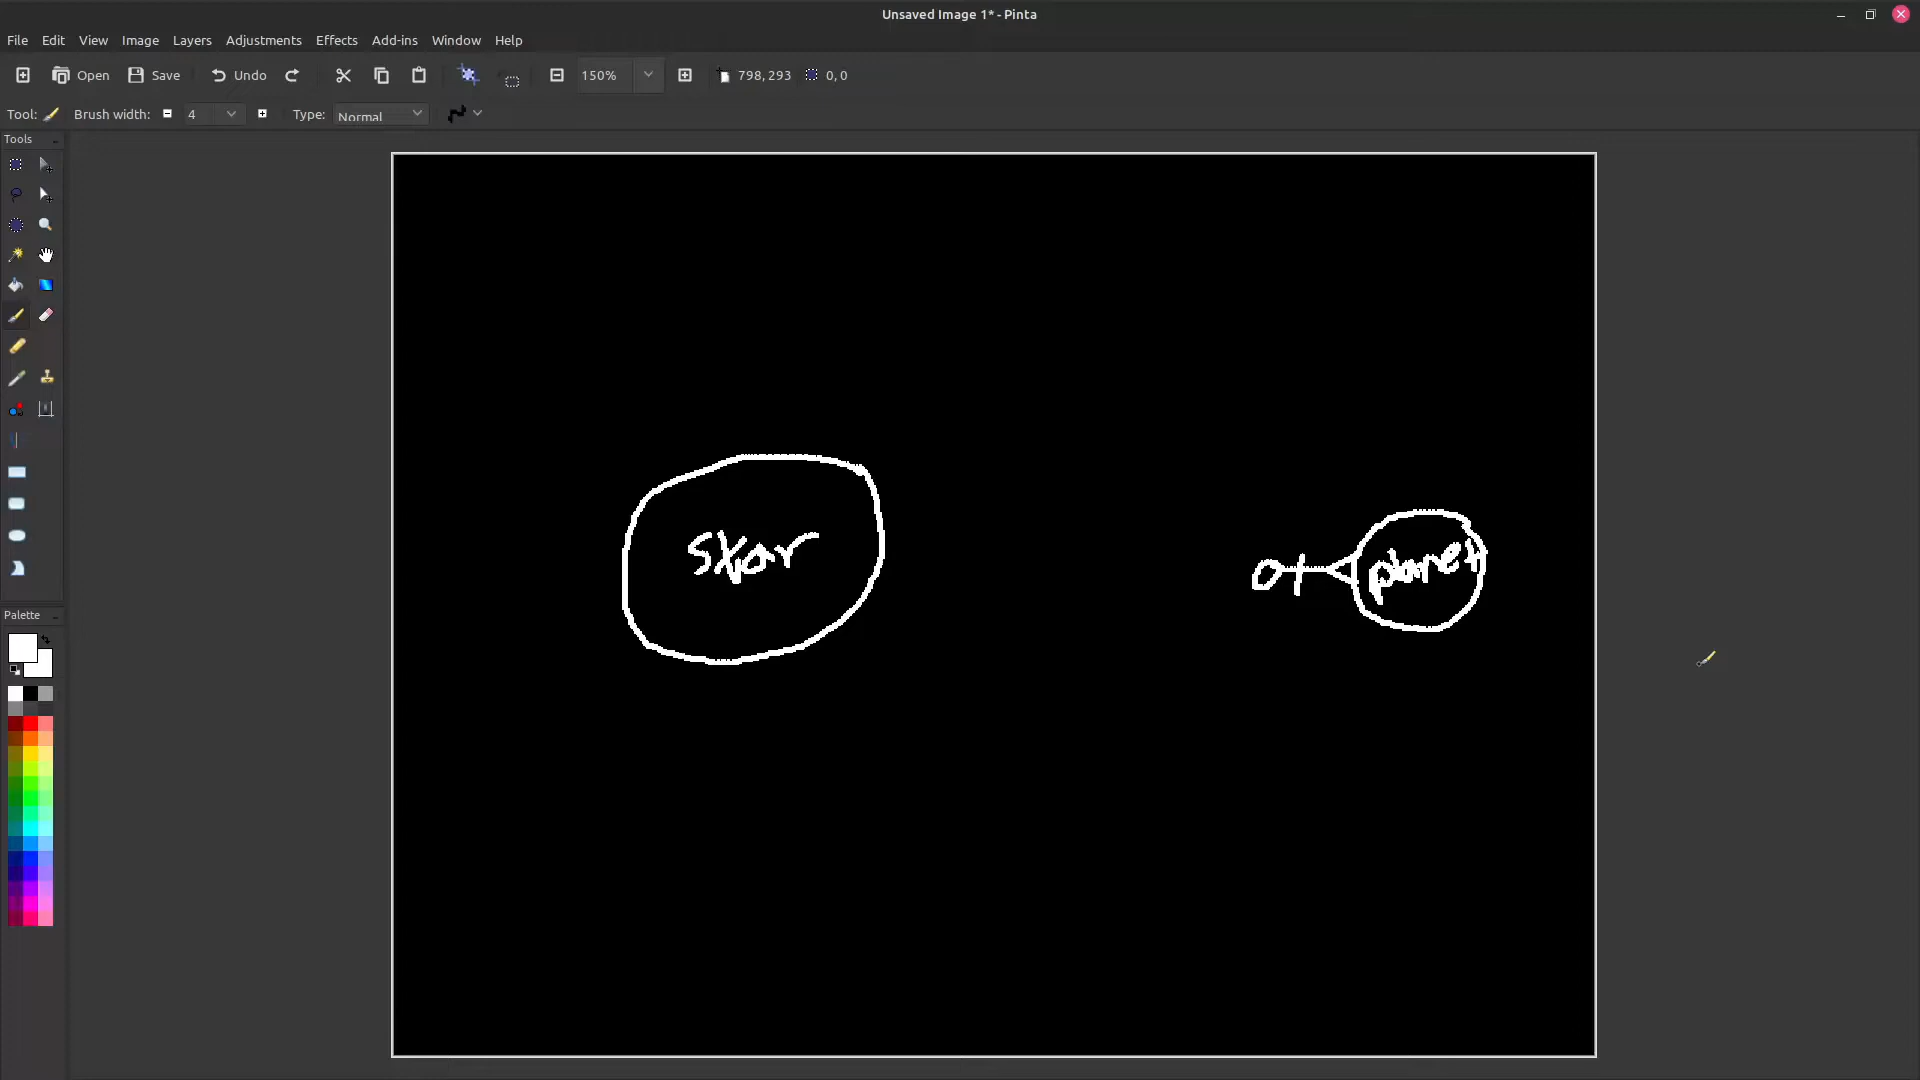 Unsaved Image 1* - Pinta
File Edit View Image Layers Adjustments Effects Add-ins Window Help
Open Save Undo 150% 798, 293 0, 0
Tool: Brush width: 4 Type: Normal
Tools
star
planet
Palette